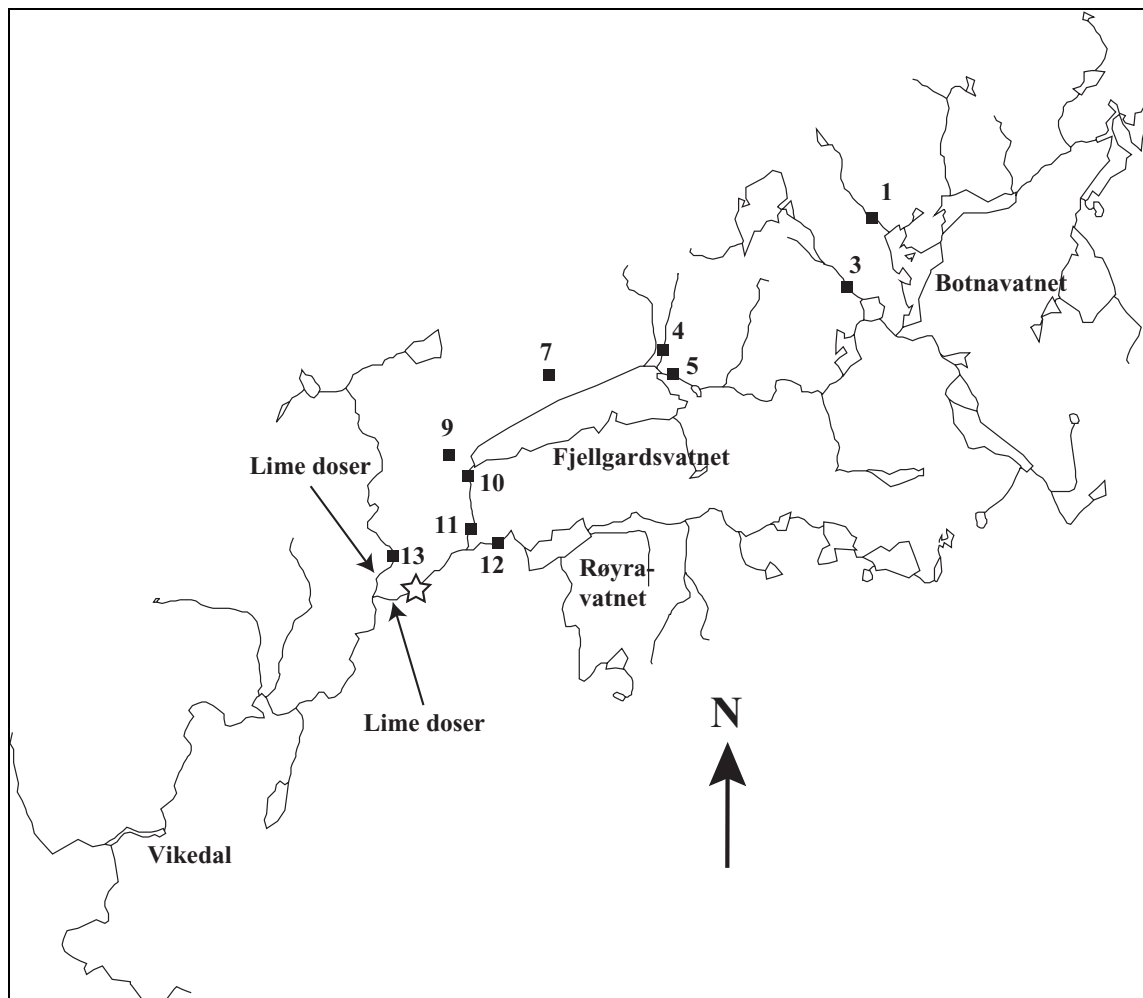 1
3
Botnavatnet
4
5
7
9
Fjellgardsvatnet
Lime doser
10
11
12
13
Røyra-
vatnet
Lime doser
N
Vikedal